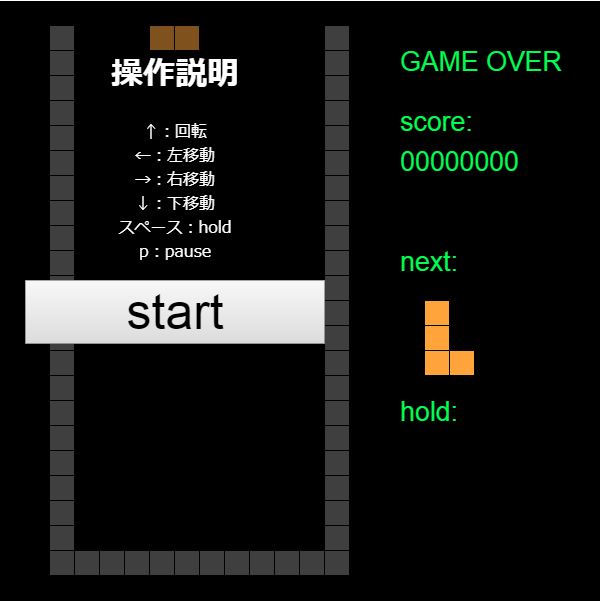 操作説明
↑：回転
←：左移動
→：右移動
↓：下移動
スペース：hold
p：pause
start
GAME OVER
score:
00000000
next:
hold: